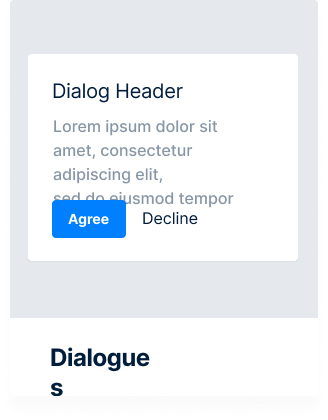 Dialog Header
Lorem ipsum dolor sit
amet, consectetur
adipiscing elit,
sed do eiusmod tempor
Agree Decline
Dialogue
s